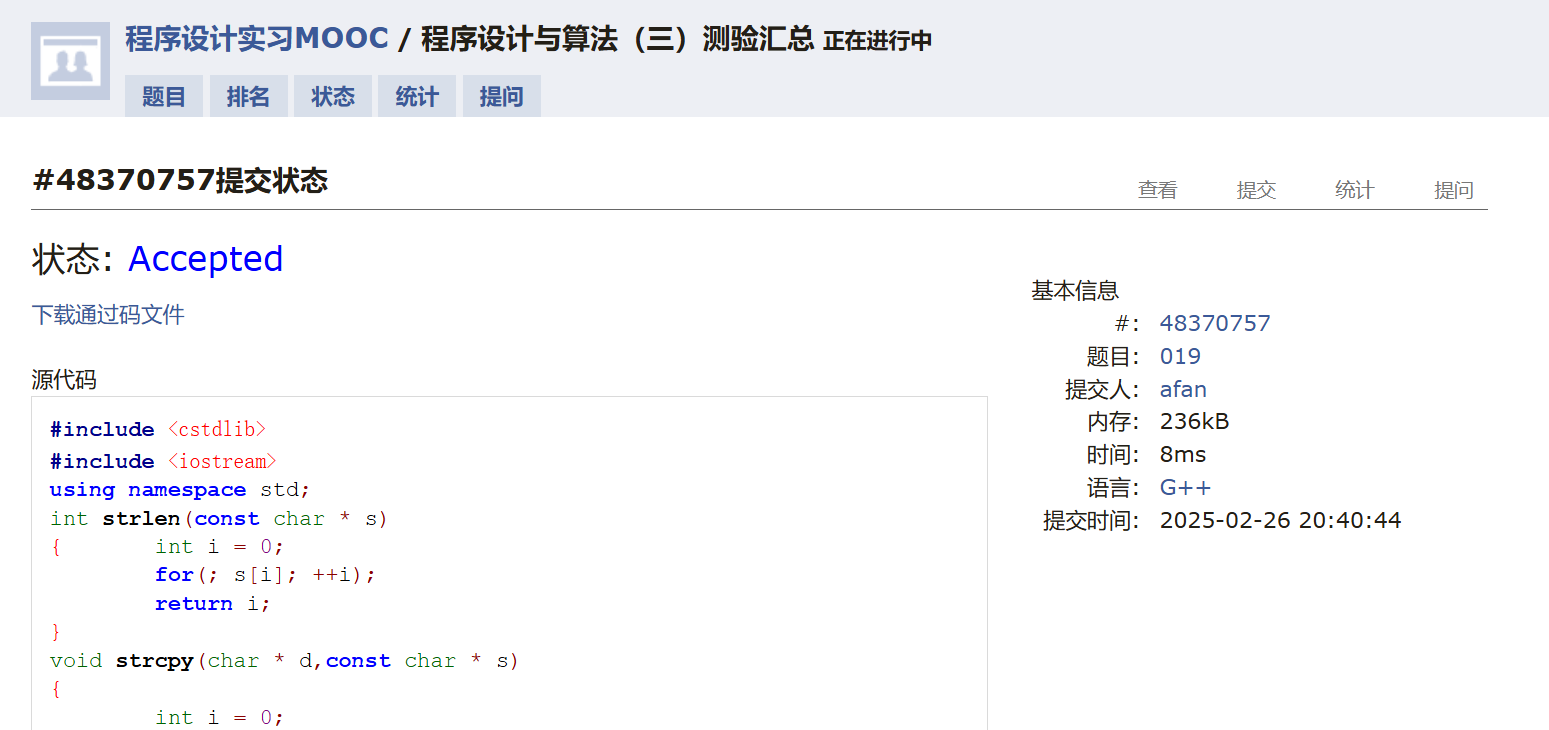 程序设计实习MOOC / 程序设计与算法（三）测验汇总 正在进行中
题目 排名 状态 统计 提问
#48370757提交状态
查看 提交 统计 提问
状态: Accepted
下载通过码文件
源代码
#include <cstdlib>
#include <iostream>
using namespace std;
int strlen(const char * s)
{ int i = 0;
for(; s[i]; ++i);
return i;
}
void strcpy(char * d,const char * s)
{
int i = 0;
基本信息
#: 48370757
题目: 019
提交人: afan
内存: 236kB
时间: 8ms
语言: G++
提交时间: 2025-02-26 20:40:44